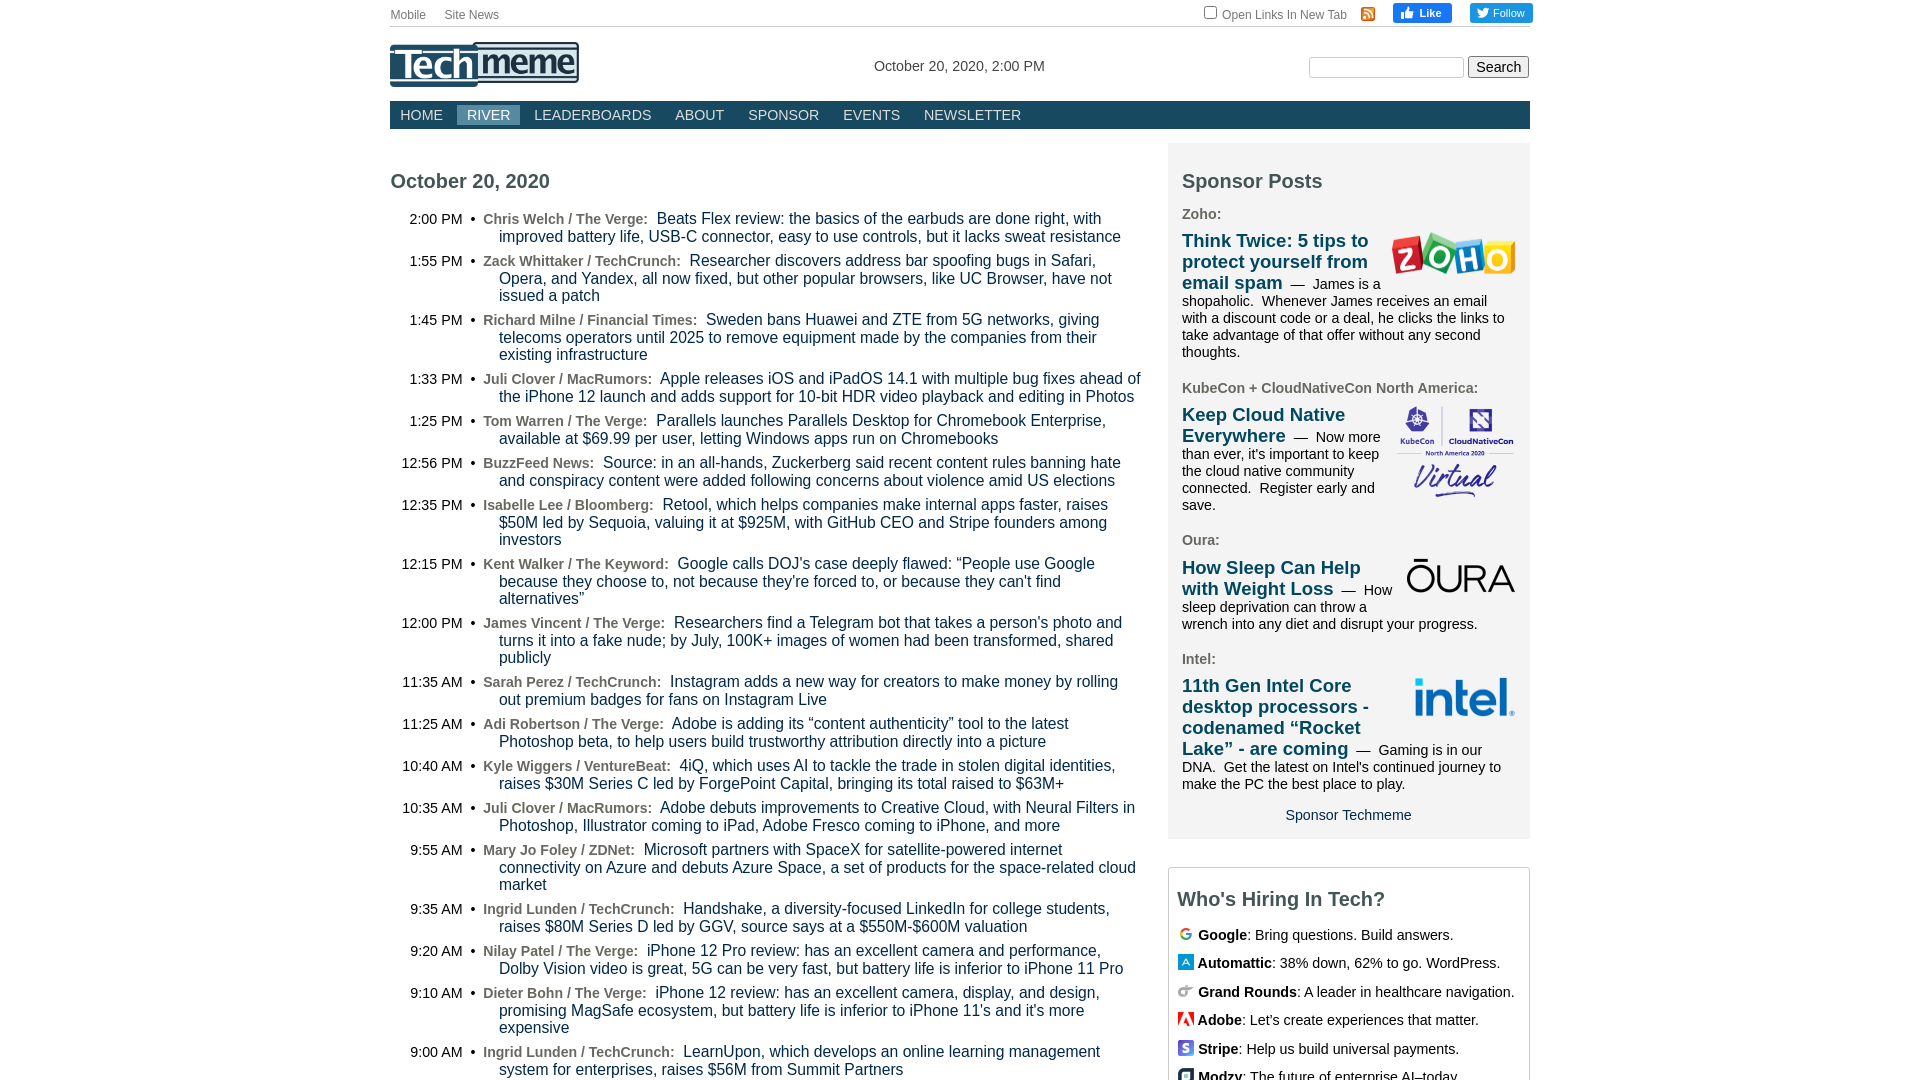 Mobile Site News Open Links In New Tab Like Follow
Techmeme
October 20, 2020, 2:00 PM
Search
HOME RIVER LEADERBOARDS ABOUT SPONSOR EVENTS NEWSLETTER
October 20, 2020
2:00 PM • Chris Welch / The Verge: Beats Flex review: the basics of the earbuds are done right, with
improved battery life, USB-C connector, easy to use controls, but it lacks sweat resistance
1:55 PM • Zack Whittaker / TechCrunch: Researcher discovers address bar spoofing bugs in Safari,
Opera, and Yandex, all now fixed, but other popular browsers, like UC Browser, have not
issued a patch
1:45 PM • Richard Milne / Financial Times: Sweden bans Huawei and ZTE from 5G networks, giving
telecoms operators until 2025 to remove equipment made by the companies from their
existing infrastructure
1:33 PM • Juli Clover / MacRumors: Apple releases iOS and iPadOS 14.1 with multiple bug fixes ahead of
the iPhone 12 launch and adds support for 10-bit HDR video playback and editing in Photos
1:25 PM • Tom Warren / The Verge: Parallels launches Parallels Desktop for Chromebook Enterprise,
available at $69.99 per user, letting Windows apps run on Chromebooks
12:56 PM • BuzzFeed News: Source: in an all-hands, Zuckerberg said recent content rules banning hate
and conspiracy content were added following concerns about violence amid US elections
12:35 PM • Isabelle Lee / Bloomberg: Retool, which helps companies make internal apps faster, raises
$50M led by Sequoia, valuing it at $925M, with GitHub CEO and Stripe founders among
investors
12:15 PM • Kent Walker / The Keyword: Google calls DOJ's case deeply flawed: “People use Google
because they choose to, not because they're forced to, or because they can't find
alternatives”
12:00 PM • James Vincent / The Verge: Researchers find a Telegram bot that takes a person's photo and
turns it into a fake nude; by July, 100K+ images of women had been transformed, shared
publicly
11:35 AM • Sarah Perez / TechCrunch: Instagram adds a new way for creators to make money by rolling
out premium badges for fans on Instagram Live
11:25 AM • Adi Robertson / The Verge: Adobe is adding its “content authenticity” tool to the latest
Photoshop beta, to help users build trustworthy attribution directly into a picture
10:40 AM • Kyle Wiggers / VentureBeat: 4iQ, which uses AI to tackle the trade in stolen digital identities,
raises $30M Series C led by ForgePoint Capital, bringing its total raised to $63M+
10:35 AM • Juli Clover / MacRumors: Adobe debuts improvements to Creative Cloud, with Neural Filters in
Photoshop, Illustrator coming to iPad, Adobe Fresco coming to iPhone, and more
9:55 AM • Mary Jo Foley / ZDNet: Microsoft partners with SpaceX for satellite-powered internet
connectivity on Azure and debuts Azure Space, a set of products for the space-related cloud
market
9:35 AM • Ingrid Lunden / TechCrunch: Handshake, a diversity-focused LinkedIn for college students,
raises $80M Series D led by GGV, source says at a $550M-$600M valuation
9:20 AM • Nilay Patel / The Verge: iPhone 12 Pro review: has an excellent camera and performance,
Dolby Vision video is great, 5G can be very fast, but battery life is inferior to iPhone 11 Pro
9:10 AM • Dieter Bohn / The Verge: iPhone 12 review: has an excellent camera, display, and design,
promising MagSafe ecosystem, but battery life is inferior to iPhone 11's and it's more
expensive
9:00 AM • Ingrid Lunden / TechCrunch: LearnUpon, which develops an online learning management
system for enterprises, raises $56M from Summit Partners
Sponsor Posts
Zoho:
ZOHO
Think Twice: 5 tips to
protect yourself from
email spam — James is a
shopaholic. Whenever James receives an email
with a discount code or a deal, he clicks the links to
take advantage of that offer without any second
thoughts.
KubeCon + CloudNativeCon North America:
KubeCon CloudNativeCon
North America 2020
Virtual
Keep Cloud Native
Everywhere — Now more
than ever, it's important to keep
the cloud native community
connected. Register early and
save.
Oura:
ŌURA
How Sleep Can Help
with Weight Loss — How
sleep deprivation can throw a
wrench into any diet and disrupt your progress.
Intel:
intel®
11th Gen Intel Core
desktop processors -
codenamed “Rocket
Lake” - are coming — Gaming is in our
DNA. Get the latest on Intel's continued journey to
make the PC the best place to play.
Sponsor Techmeme
Who's Hiring In Tech?
Google: Bring questions. Build answers.
Automattic: 38% down, 62% to go. WordPress.
Grand Rounds: A leader in healthcare navigation.
Adobe: Let’s create experiences that matter.
Stripe: Help us build universal payments.
Modzy: The future of enterprise AI–today